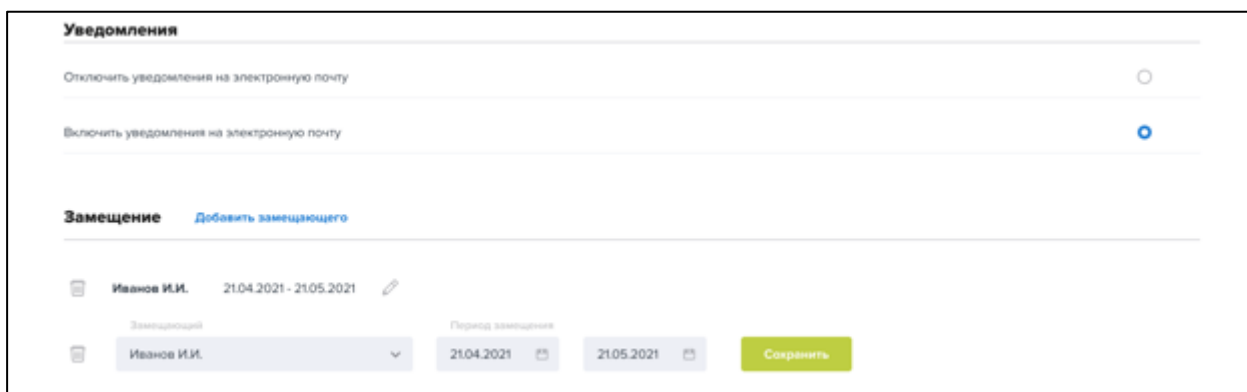 Уведомления
Отключить уведомления на электронную почту
Включить уведомления на электронную почту
Замещение Добавить замещающего
Иванов И.И. 21.04.2021 - 21.05.2021
Замещающий Период замещения
Иванов И.И. 21.04.2021 21.05.2021 Сохранить